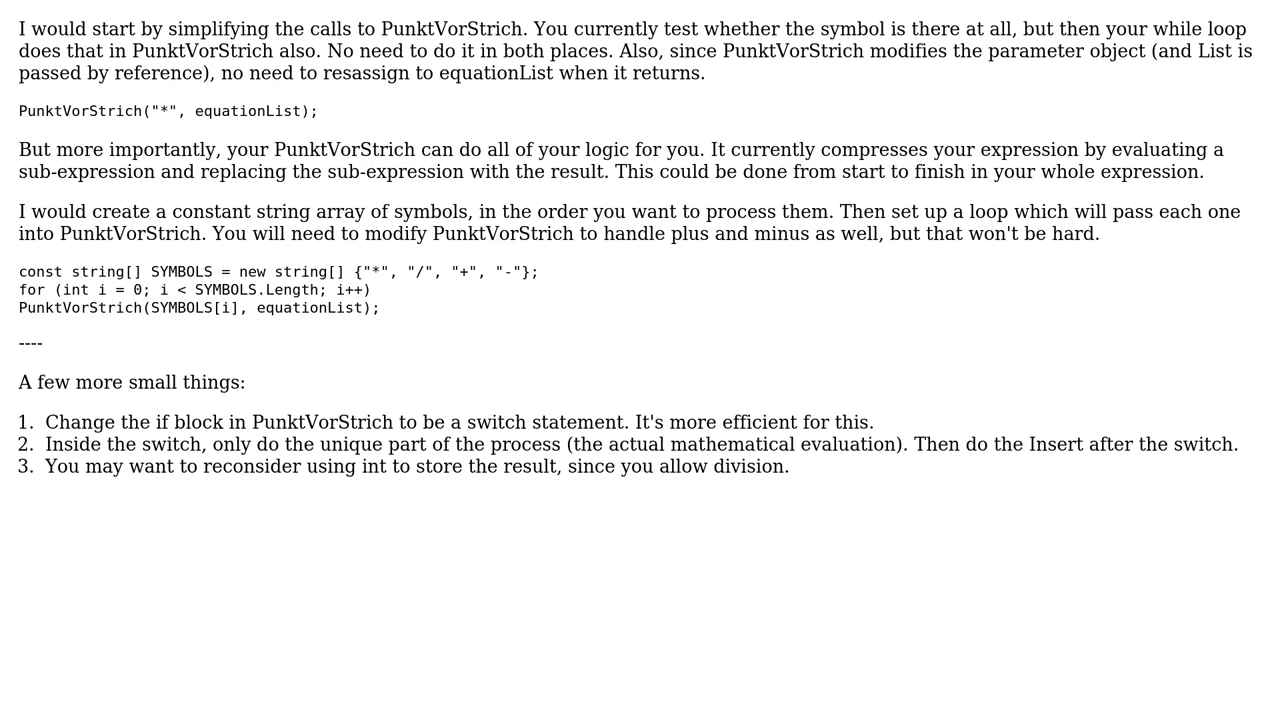 I would start by simplifying the calls to PunktVorStrich. You currently test whether the symbol is there at all, but then your while loop
does that in PunktVorStrich also. No need to do it in both places. Also, since PunktVorStrich modifies the parameter object (and List is
passed by reference), no need to resassign to equationList when it returns.
PunktVorStrich("*", equationList);
But more importantly, your PunktVorStrich can do all of your logic for you. It currently compresses your expression by evaluating a
sub-expression and replacing the sub-expression with the result. This could be done from start to finish in your whole expression.
I would create a constant string array of symbols, in the order you want to process them. Then set up a loop which will pass each one
into PunktVorStrich. You will need to modify PunktVorStrich to handle plus and minus as well, but that won't be hard.
const string[] SYMBOLS = new string[] {"*", "/", "+", "-"};
for (int i = 0; i < SYMBOLS.Length; i++)
PunktVorStrich(SYMBOLS[i], equationList);
----
A few more small things:
1. Change the if block in PunktVorStrich to be a switch statement. It's more efficient for this.
2. Inside the switch, only do the unique part of the process (the actual mathematical evaluation). Then do the Insert after the switch.
3. You may want to reconsider using int to store the result, since you allow division.